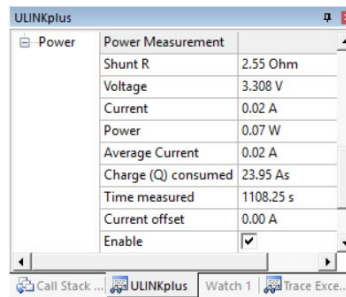 ULINKplus
Power Power Measurement
Shunt R 2.55 Ohm
Voltage 3.308 V
Current 0.02 A
Power 0.07 W
Average Current 0.02 A
Charge (Q) consumed 23.95 As
Time measured 1108.25 s
Current offset 0.00 A
Enable
Call Stack ... ULINKplus Watch 1 Trace Exce...